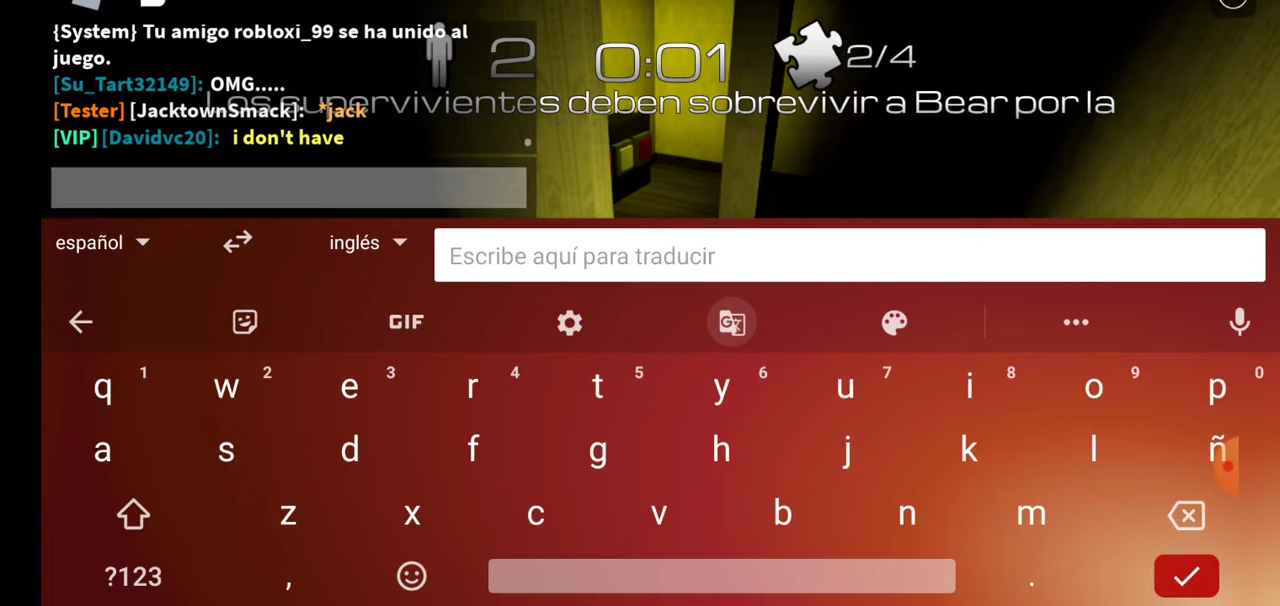 {System} Tu amigo robloxi_99 se ha unido al
juego.
[Su_Tart32149]: OMG.....
[Tester] [JacktownSmack]: *jack
[VIP] [Davidvc20]: i don't have
2 0:01 2/4
Los supervivientes deben sobrevivir a Bear por la
español inglés Escribe aquí para traducir
GIF
q 1 w 2 e 3 r 4 t 5 y 6 u 7 i 8 o 9 p 0
a s d f g h j k l ñ
z x c v b n m
?123 , .